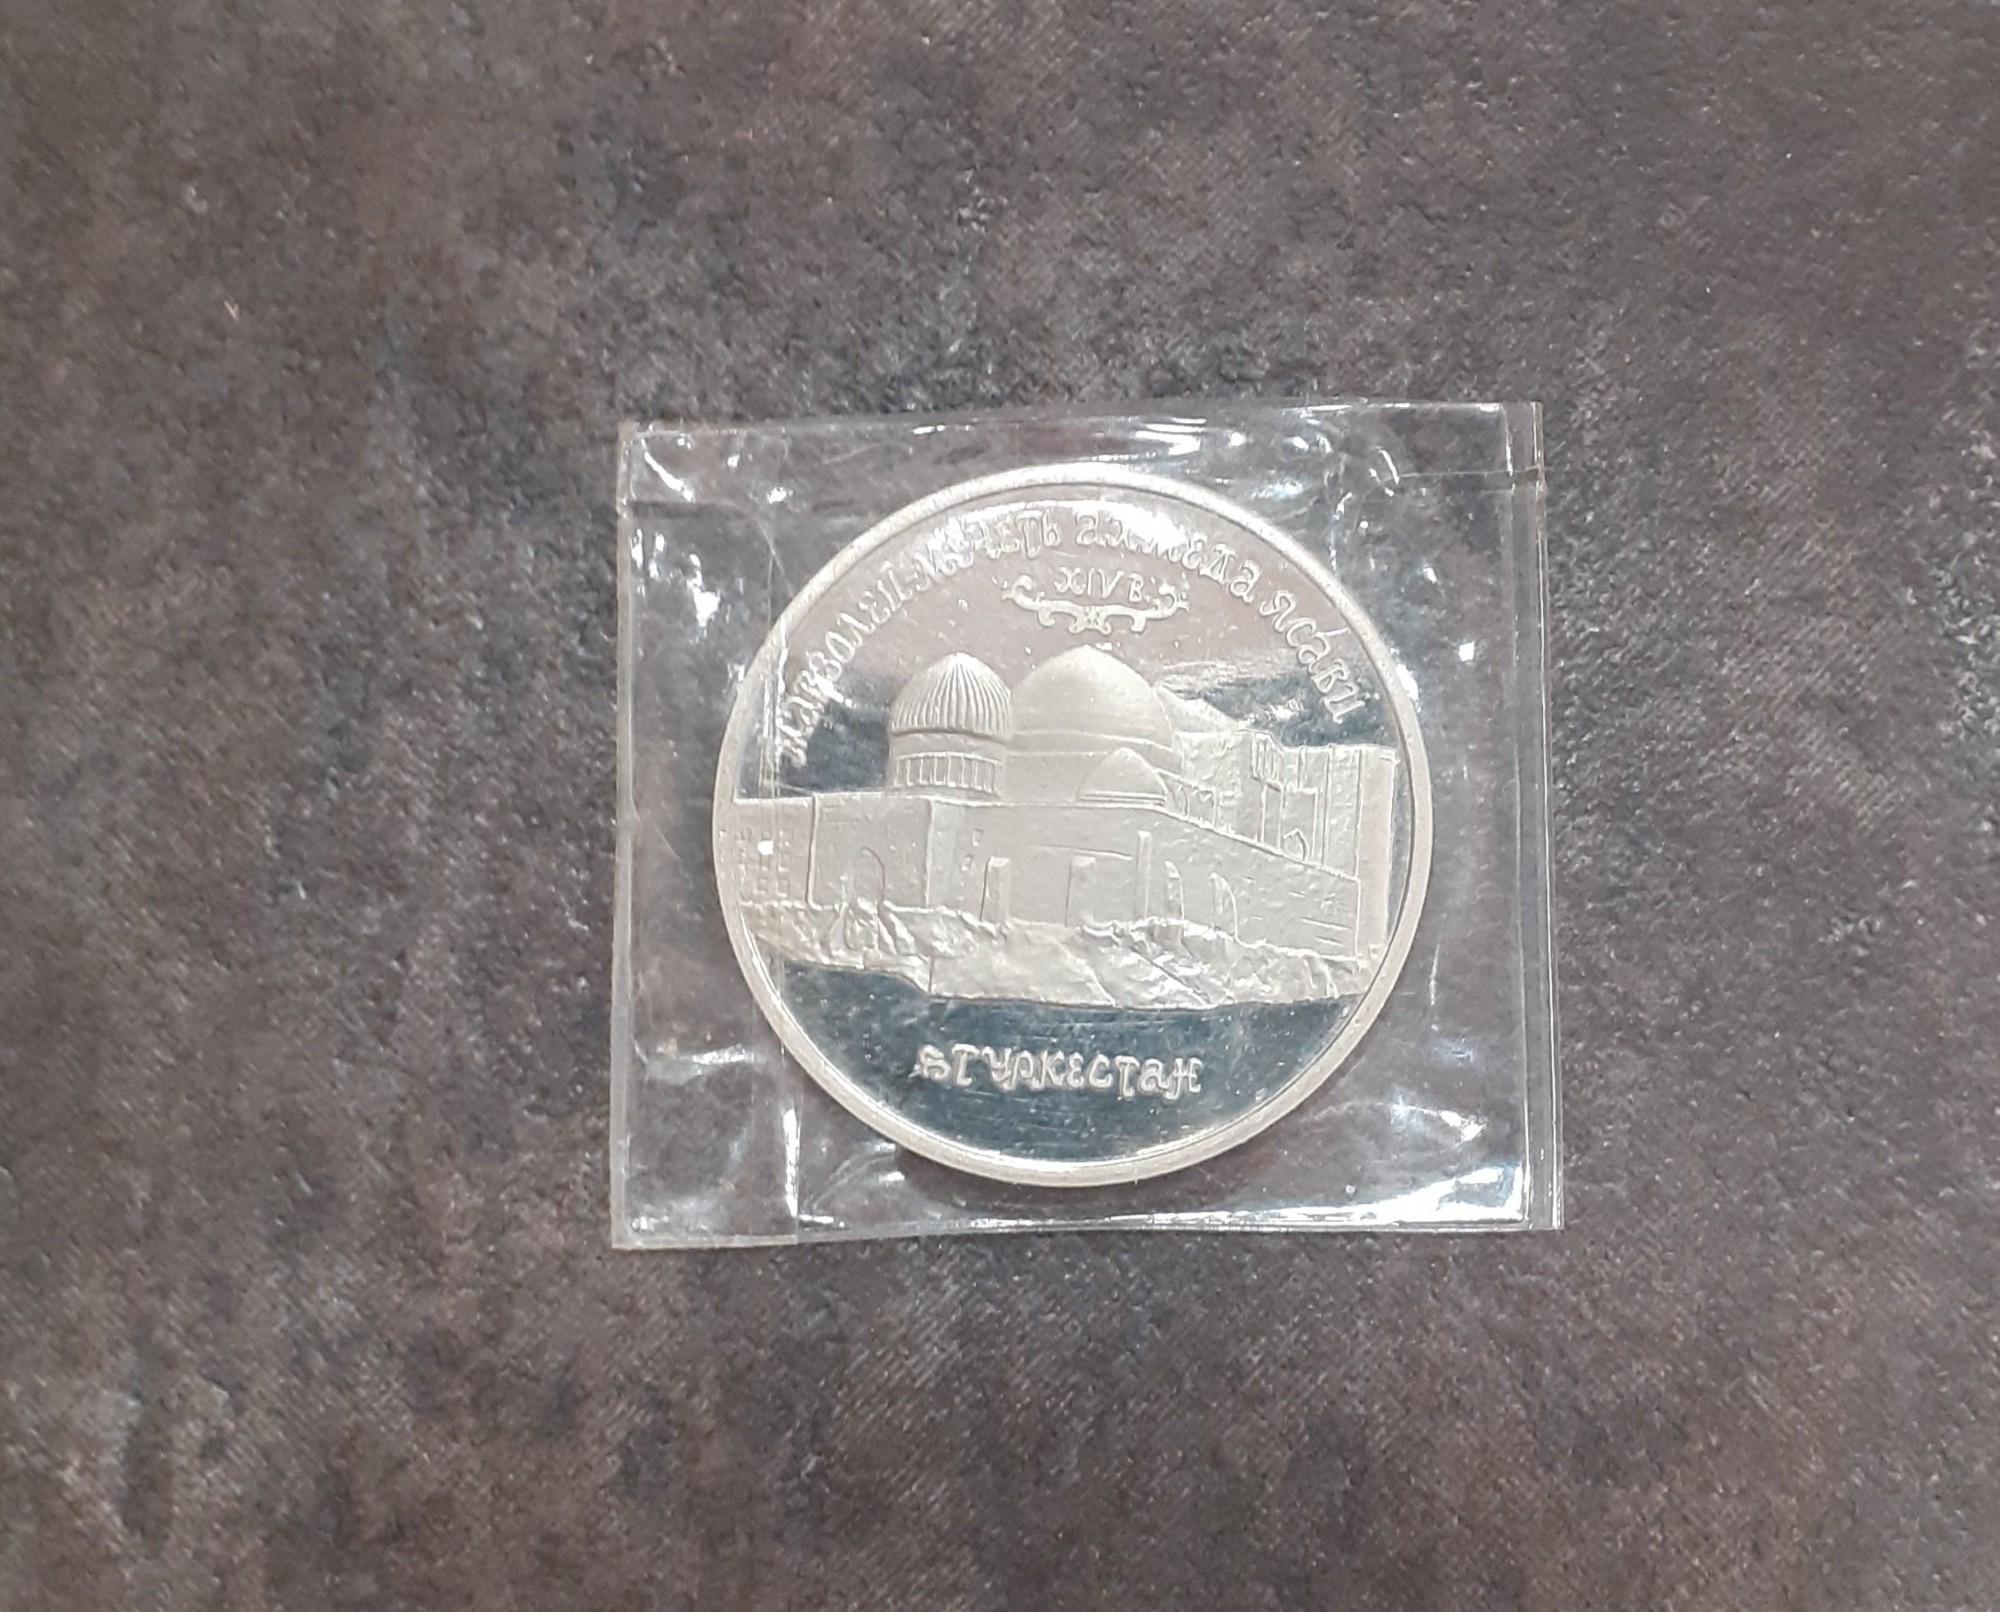 МАВЗОЛЕЙ-МЕЧЕТЬ АХМЕДА ЯСАВИ
XIV В.
г. ТУРКЕСТАН